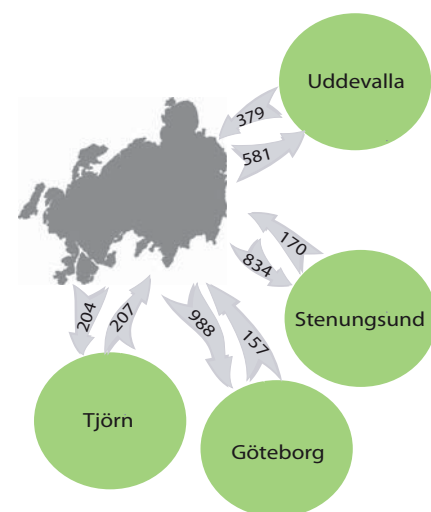 Uddevalla
379
581
170
834
Stenungsund
204
207
988
157
Tjörn
Göteborg